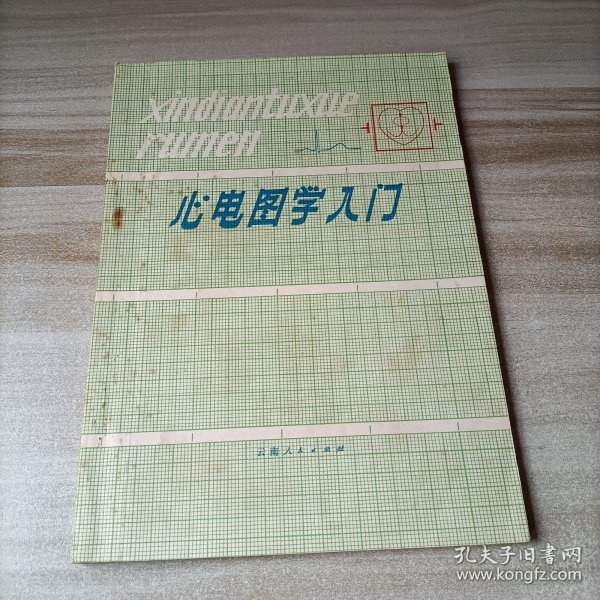 xindiantuxue
rumen
心电图学入门
云南人民出版社
孔夫子旧书网
www.kongfz.com